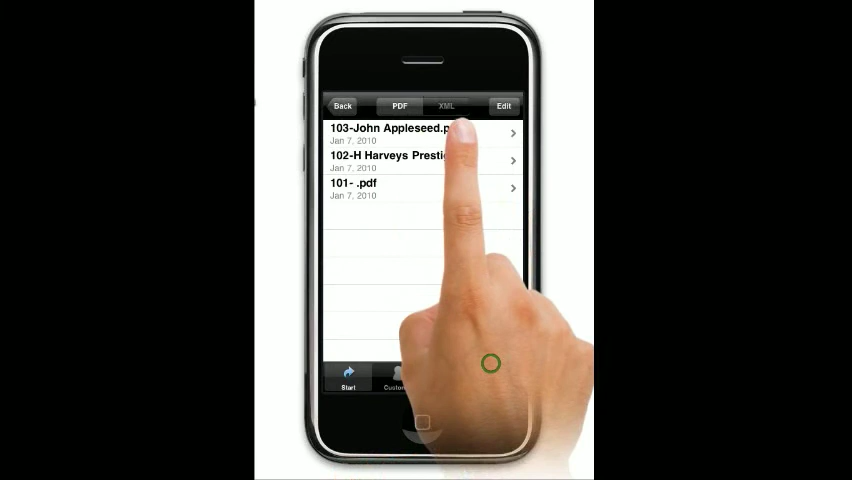 Back PDF XML Edit
103-John Appleseed.p
Jan 7, 2010
102-H Harveys Presti
Jan 7, 2010
101- .pdf
Jan 7, 2010
Start